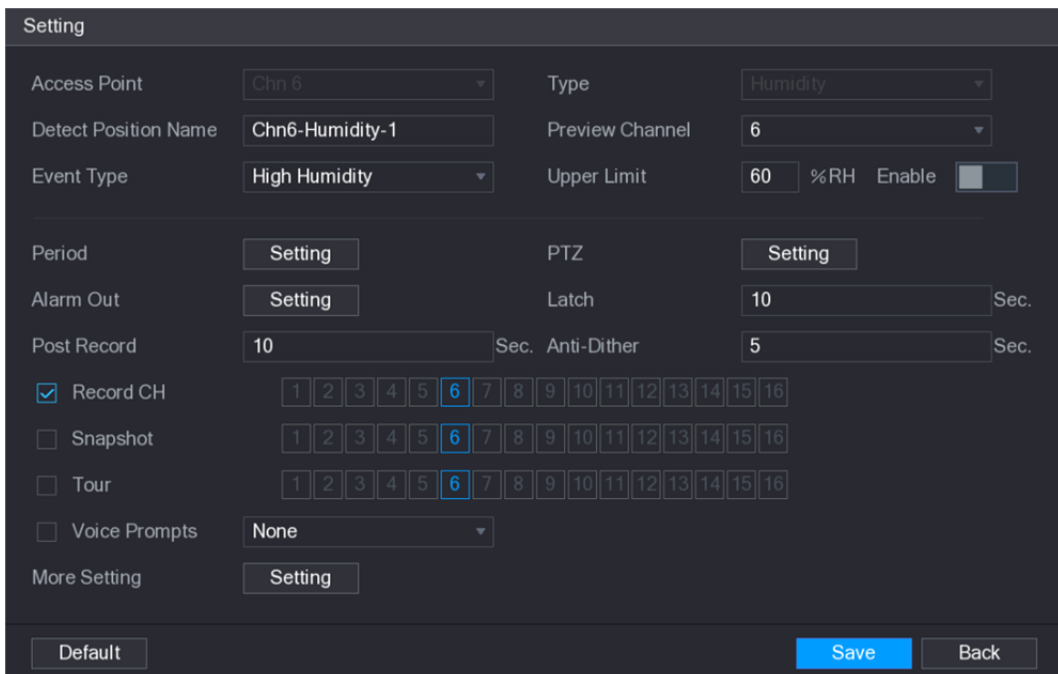 Setting
Access Point Chn 6 Type Humidity
Detect Position Name Chn6-Humidity-1 Preview Channel 6
Event Type High Humidity Upper Limit 60 %RH Enable
Period Setting PTZ Setting
Alarm Out Setting Latch 10 Sec.
Post Record 10 Sec. Anti-Dither 5 Sec.
Record CH 1 2 3 4 5 6 7 8 9 10 11 12 13 14 15 16
Snapshot 1 2 3 4 5 6 7 8 9 10 11 12 13 14 15 16
Tour 1 2 3 4 5 6 7 8 9 10 11 12 13 14 15 16
Voice Prompts None
More Setting Setting
Default Save Back